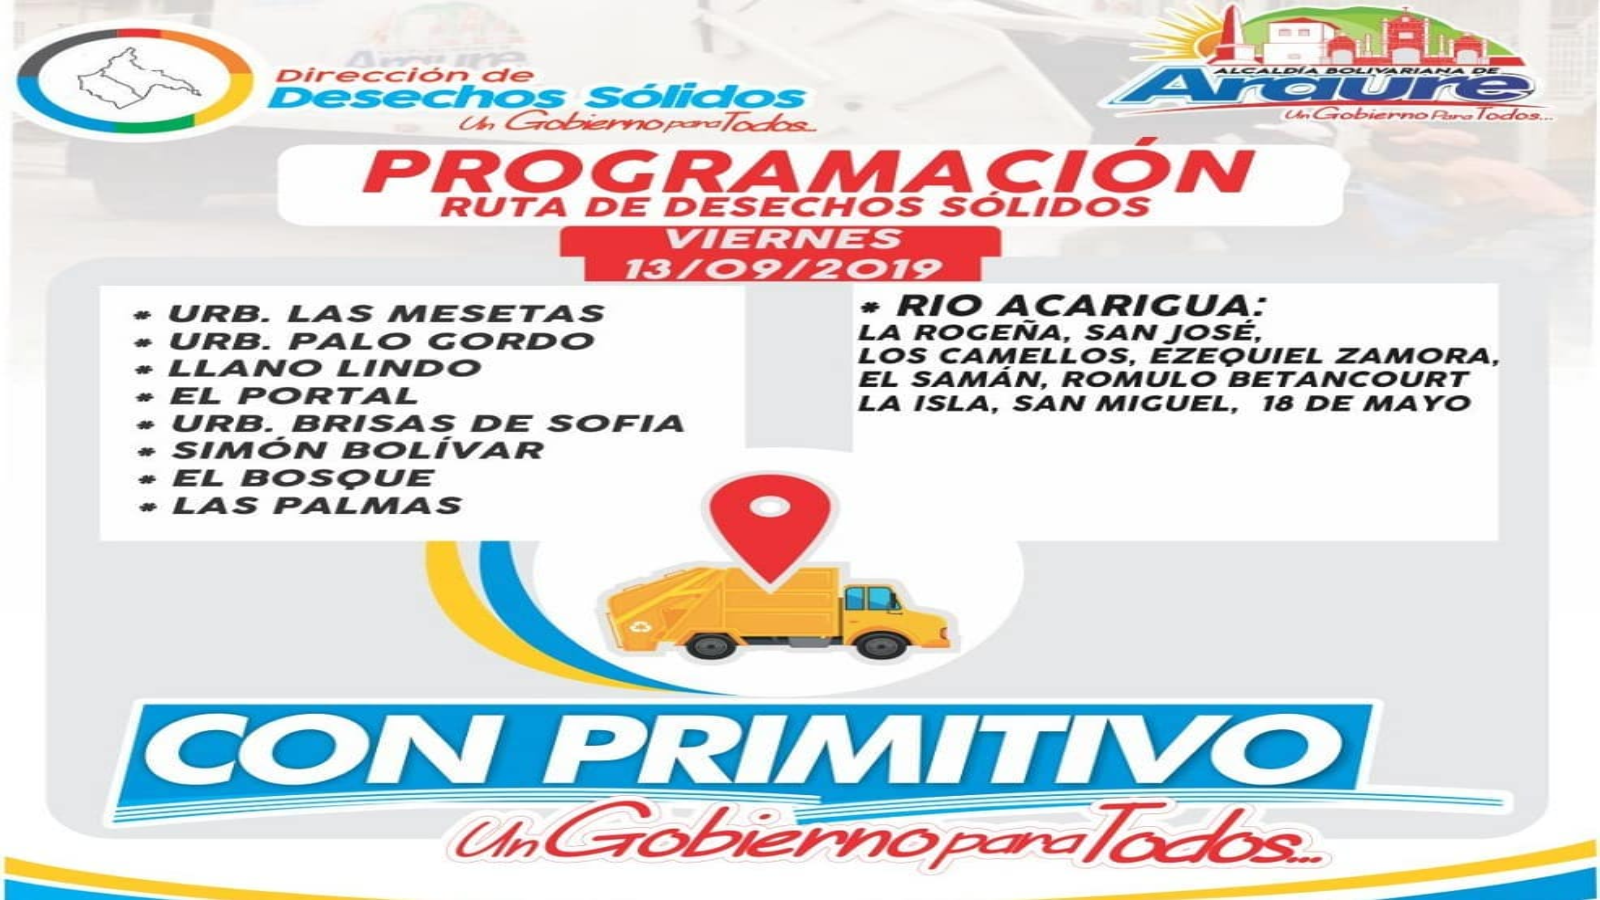 Dirección de
Desechos Sólidos
Un Gobierno para Todos...
ALCALDÍA BOLIVARIANA DE
Araure
Un Gobierno Para Todos...
PROGRAMACIÓN
RUTA DE DESECHOS SÓLIDOS
VIERNES
13/09/2019
* URB. LAS MESETAS
* URB. PALO GORDO
* LLANO LINDO
* EL PORTAL
* URB. BRISAS DE SOFIA
* SIMÓN BOLÍVAR
* EL BOSQUE
* LAS PALMAS
* RIO ACARIGUA:
LA ROGEÑA, SAN JOSÉ,
LOS CAMELLOS, EZEQUIEL ZAMORA,
EL SAMÁN, ROMULO BETANCOURT
LA ISLA, SAN MIGUEL, 18 DE MAYO
CON PRIMITIVO
Un Gobierno para Todos...